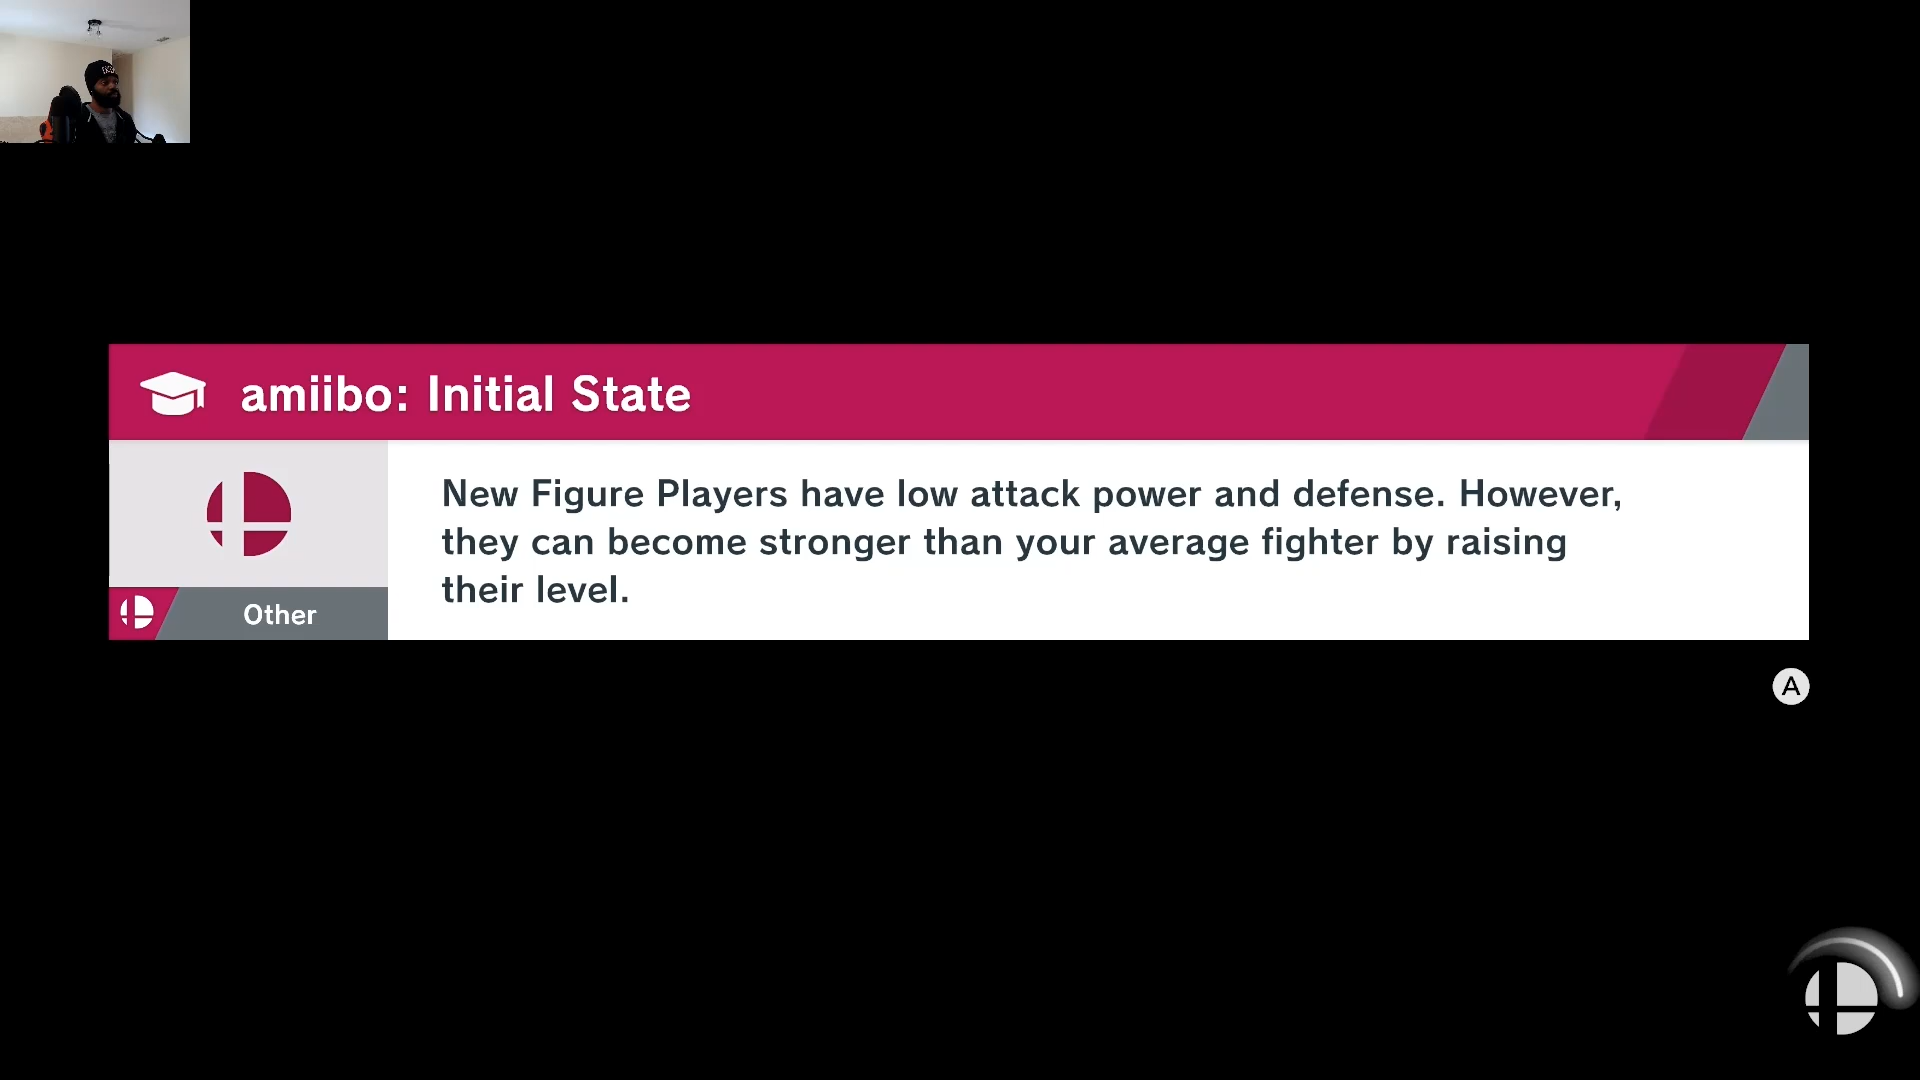 amiibo: Initial State
New Figure Players have low attack power and defense. However,
they can become stronger than your average fighter by raising
their level.
Other
A